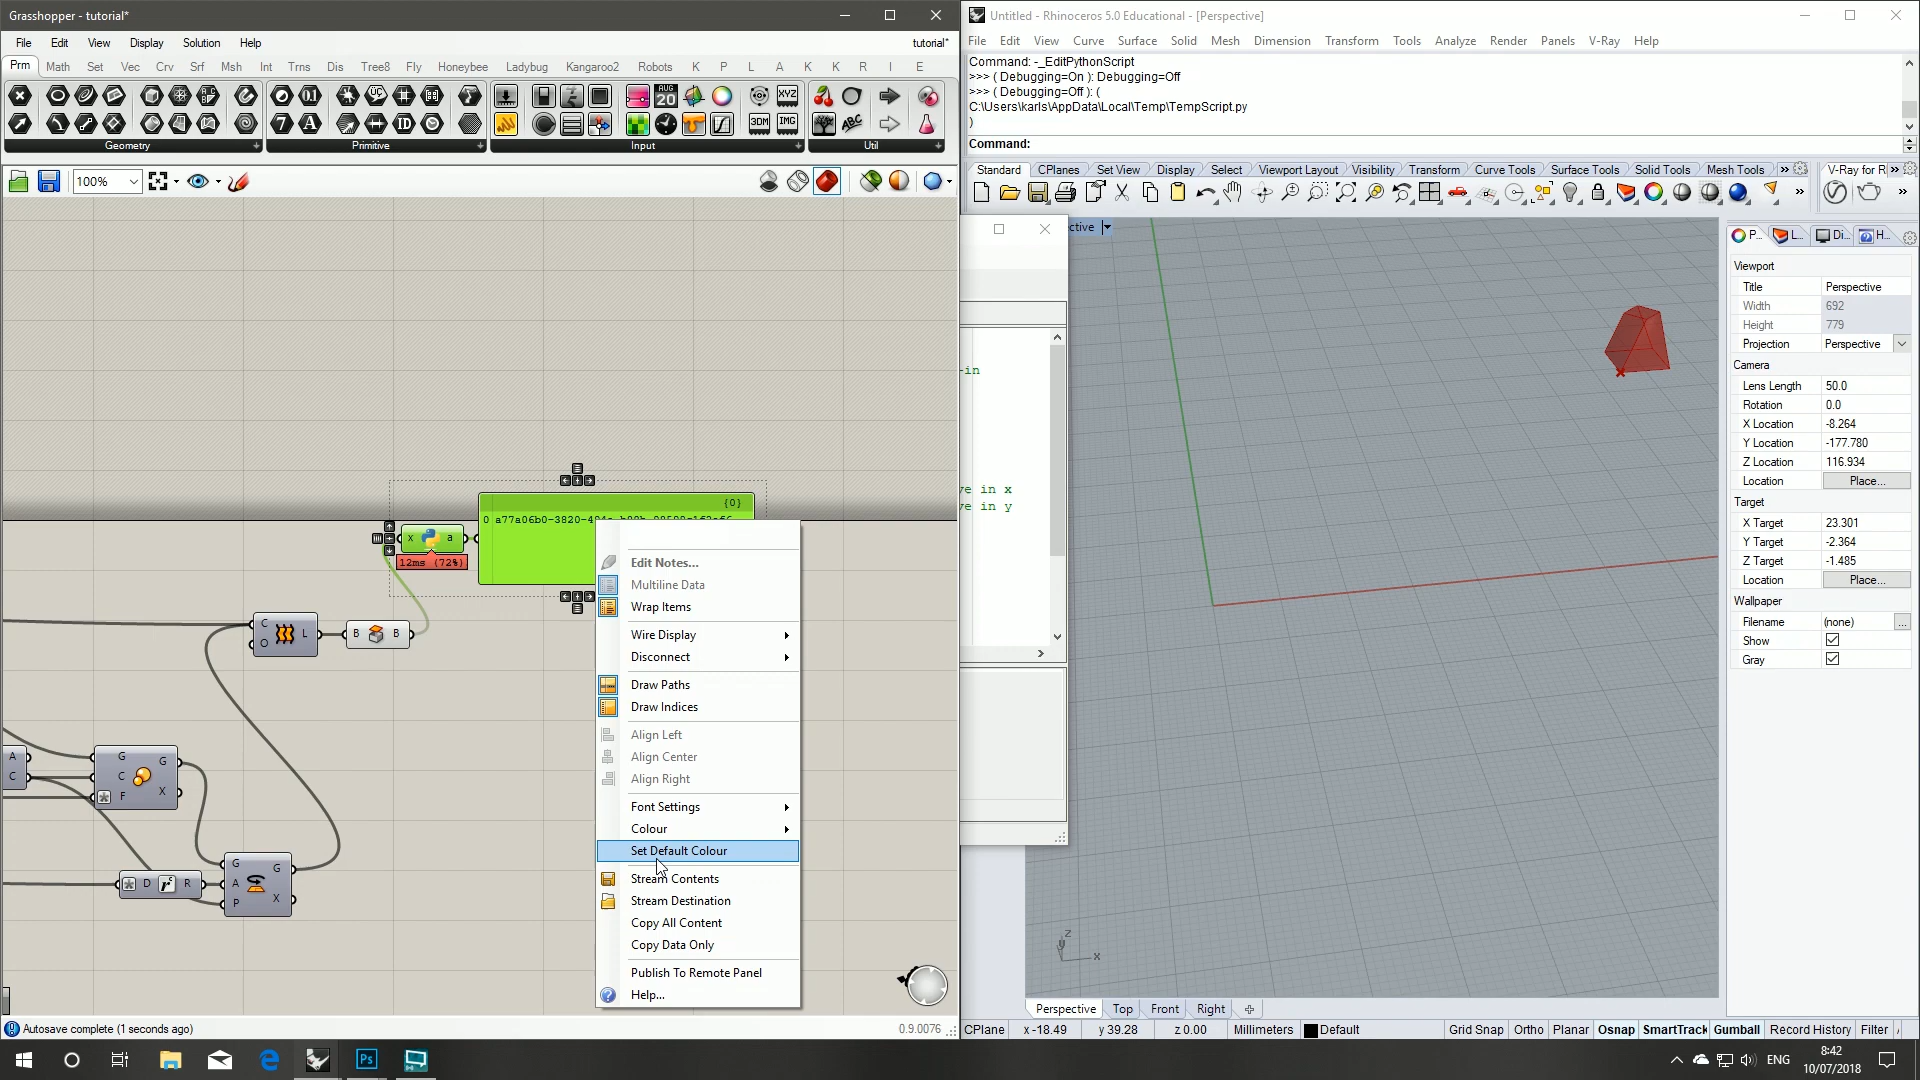 Grasshopper - tutorial*
File Edit View Display Solution Help
tutorial*
Prm Math Set Vec Crv Srf Msh Int Trns Dis Tree8 Fly Honeybee Ladybug Kangaroo2 Robots K P L A K K R I E
Geometry
Primitive
Input
Util
100%
{0}
x a
12ms (72%)
C L
O
B B
A
C
G G
C
F X
D R
G G
A
P X
Edit Notes...
Multiline Data
Wrap Items
Wire Display
Disconnect
Draw Paths
Draw Indices
Align Left
Align Center
Align Right
Font Settings
Colour
Set Default Colour
Stream Contents
Stream Destination
Copy All Content
Copy Data Only
Publish To Remote Panel
Help...
Autosave complete (1 seconds ago)
0.9.0076
Untitled - Rhinoceros 5.0 Educational - [Perspective]
File Edit View Curve Surface Solid Mesh Dimension Transform Tools Analyze Render Panels V-Ray Help
Command: -_EditPythonScript
>>> ( Debugging=On ): Debugging=Off
>>> ( Debugging=Off ): (
C:\Users\karls\AppData\Local\Temp\TempScript.py
)
Command:
Standard CPlanes Set View Display Select Viewport Layout Visibility Transform Curve Tools Surface Tools Solid Tools Mesh Tools »
V-Ray for R »
ctive
-in
ve in x
ve in y
z
y
x
P... L... Di... H...
Viewport
Title Perspective
Width 692
Height 779
Projection Perspective
Camera
Lens Length 50.0
Rotation 0.0
X Location -8.264
Y Location -177.780
Z Location 116.934
Location Place...
Target
X Target 23.301
Y Target -2.364
Z Target -1.485
Location Place...
Wallpaper
Filename (none) ...
Show
Gray
Perspective Top Front Right
CPlane x -18.49 y 39.28 z 0.00 Millimeters Default Grid Snap Ortho Planar Osnap SmartTrack Gumball Record History Filter
ENG
8:42
10/07/2018